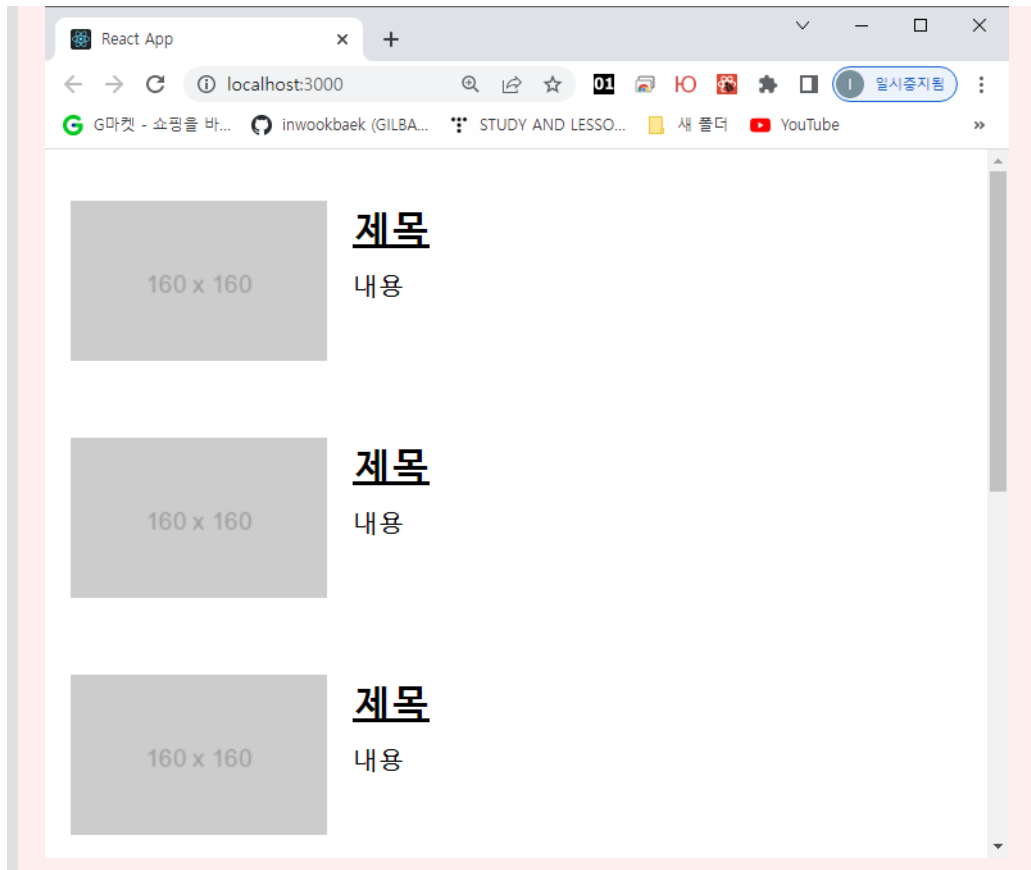 React App
localhost:3000
01
Ю
I
일시중지됨
G마켓 - 쇼핑을 바...
inwookbaek (GILBA...
STUDY AND LESSO...
새 폴더
YouTube
»
160 x 160
제목
내용
160 x 160
제목
내용
160 x 160
제목
내용